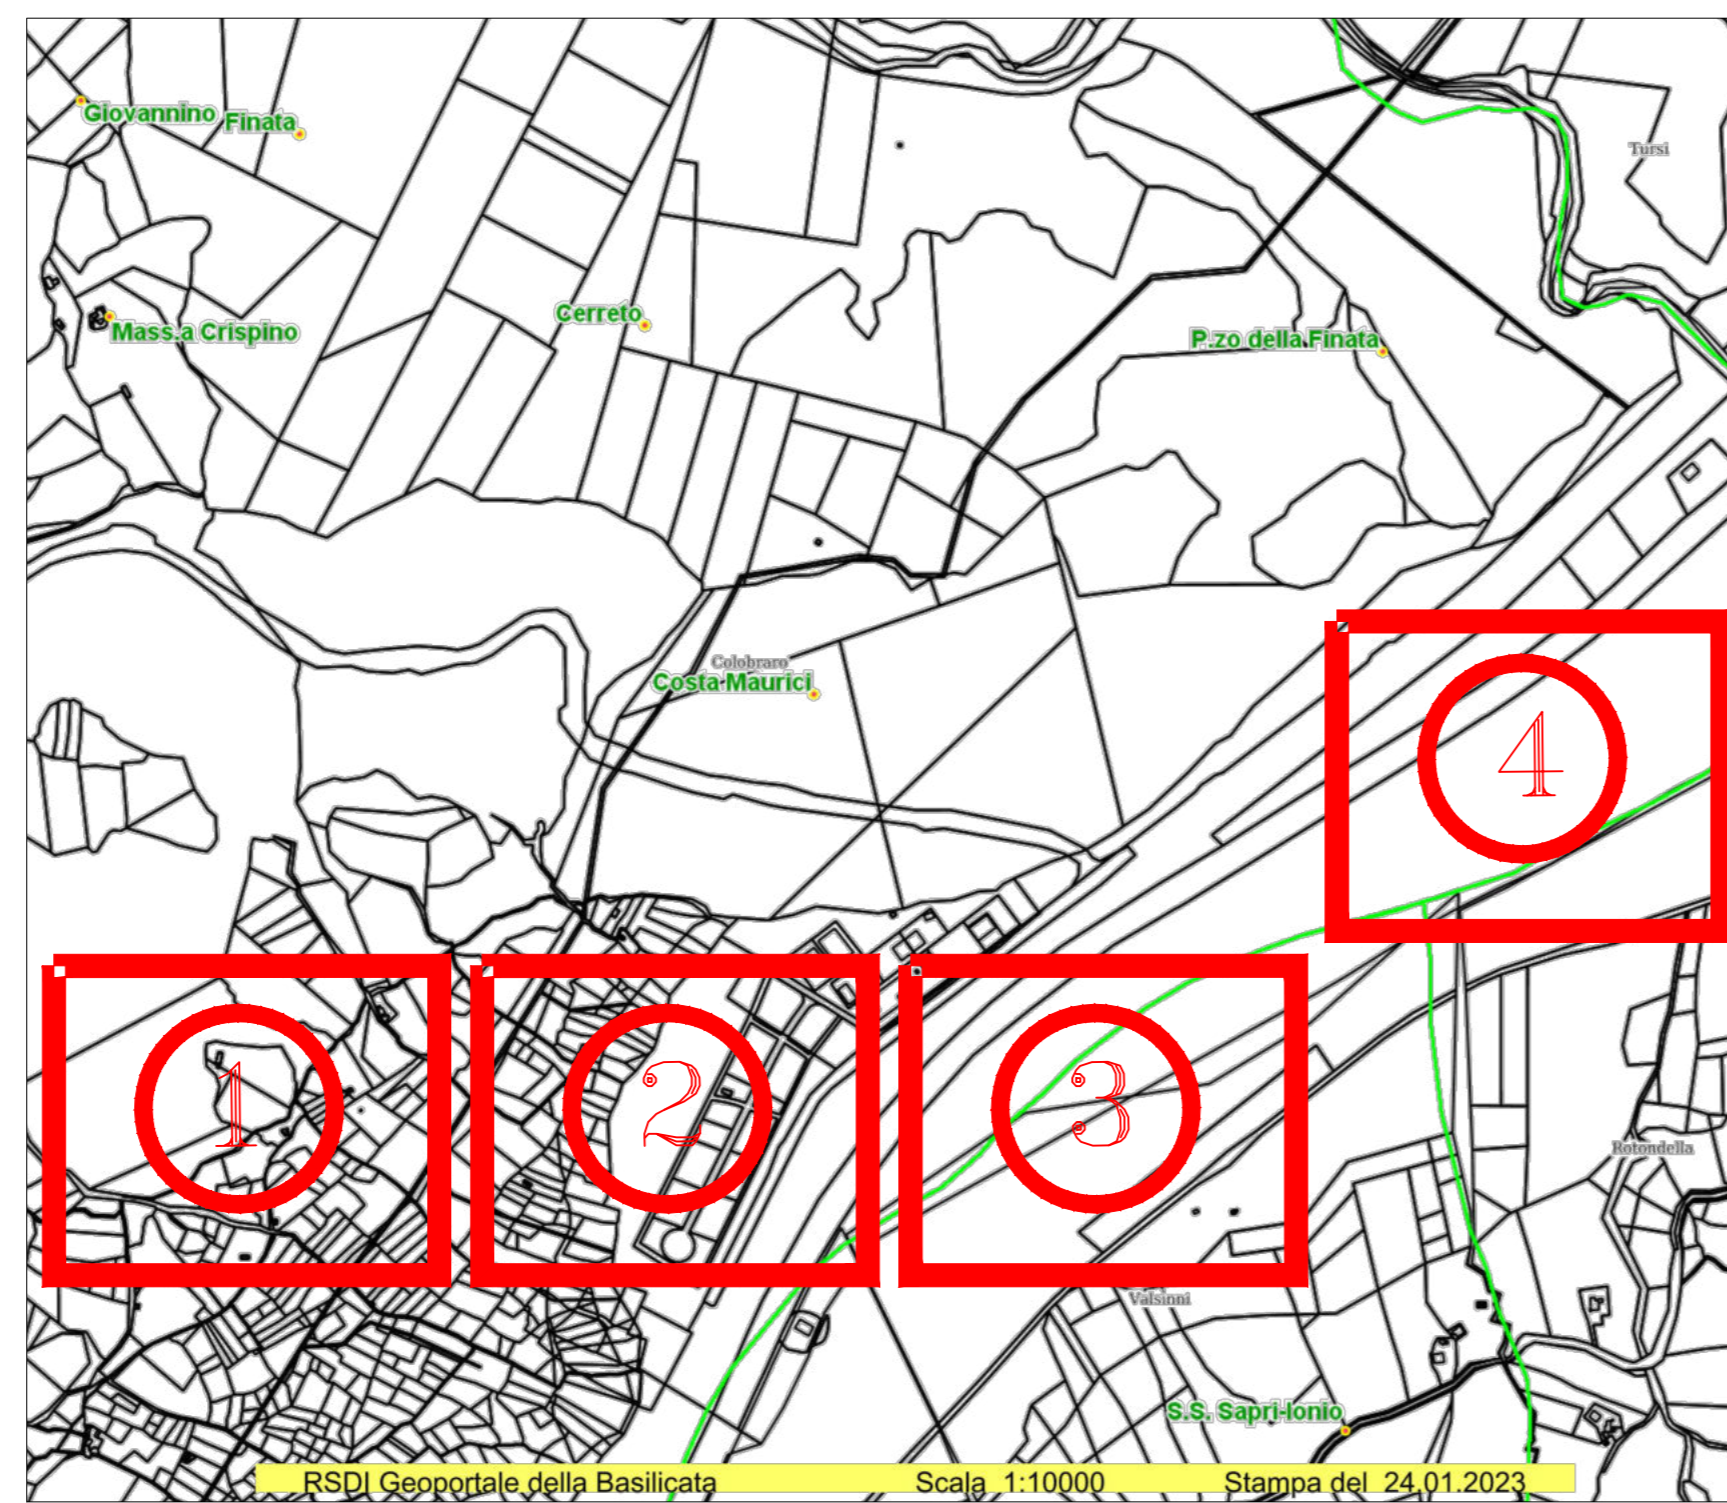 Giovannino
Finata
Tursi
Mass.a Crispino
Cerreto
P.zo della Finata
Colobraro
Costa Maurici
4
1
2
3
Rotondella
Valsinni
S.S. Sapri-Ionio
RSDI Geoportale della Basilicata Scala 1:10000 Stampa del 24.01.2023